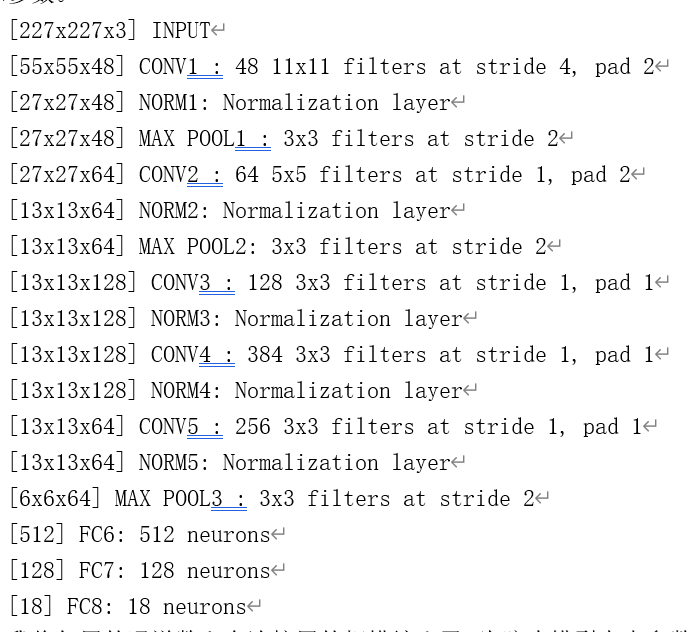 [227x227x3] INPUT↵
[55x55x48] CONV1 : 48 11x11 filters at stride 4, pad 2↵
[27x27x48] NORM1: Normalization layer↵
[27x27x48] MAX POOL1 : 3x3 filters at stride 2↵
[27x27x64] CONV2 : 64 5x5 filters at stride 1, pad 2↵
[13x13x64] NORM2: Normalization layer↵
[13x13x64] MAX POOL2: 3x3 filters at stride 2↵
[13x13x128] CONV3 : 128 3x3 filters at stride 1, pad 1↵
[13x13x128] NORM3: Normalization layer↵
[13x13x128] CONV4 : 384 3x3 filters at stride 1, pad 1↵
[13x13x128] NORM4: Normalization layer↵
[13x13x64] CONV5 : 256 3x3 filters at stride 1, pad 1↵
[13x13x64] NORM5: Normalization layer↵
[6x6x64] MAX POOL3 : 3x3 filters at stride 2↵
[512] FC6: 512 neurons↵
[128] FC7: 128 neurons↵
[18] FC8: 18 neurons↵